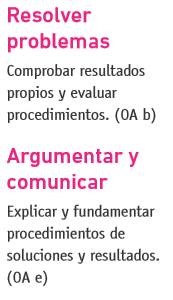 Resolver
problemas
Comprobar resultados
propios y evaluar
procedimientos. (OA b)
Argumentar y
comunicar
Explicar y fundamentar
procedimientos de
soluciones y resultados.
(OA e)